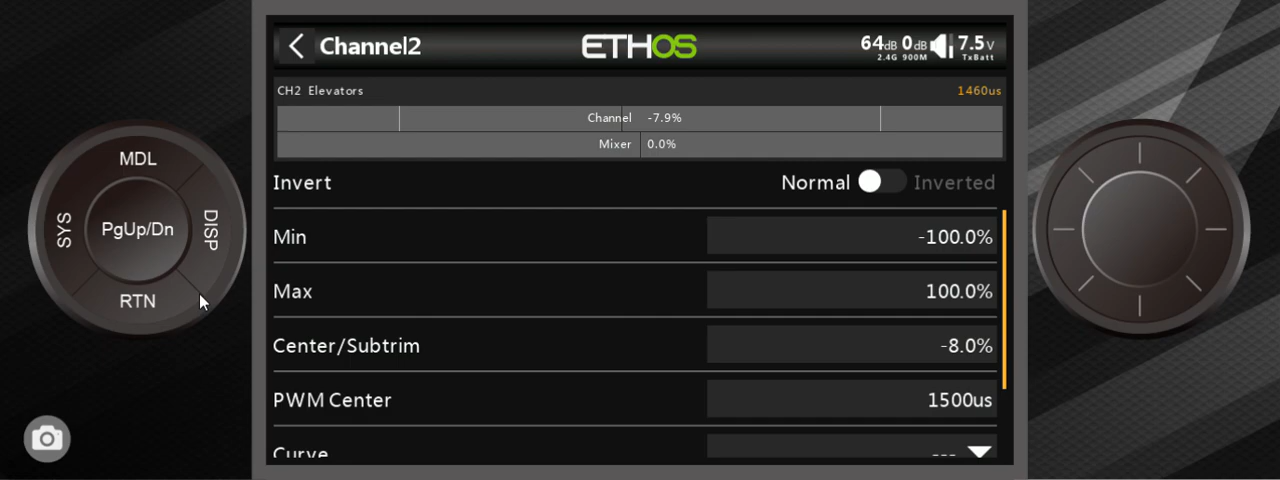 Channel2
ETHOS
64dB 0dB 7.5V
2.4G 900M TxBatt
CH2 Elevators 1460us
Channel -7.9%
Mixer 0.0%
Invert Normal Inverted
Min -100.0%
Max 100.0%
Center/Subtrim -8.0%
PWM Center 1500us
Curve ---
MDL
SYS
PgUp/Dn
DISP
RTN